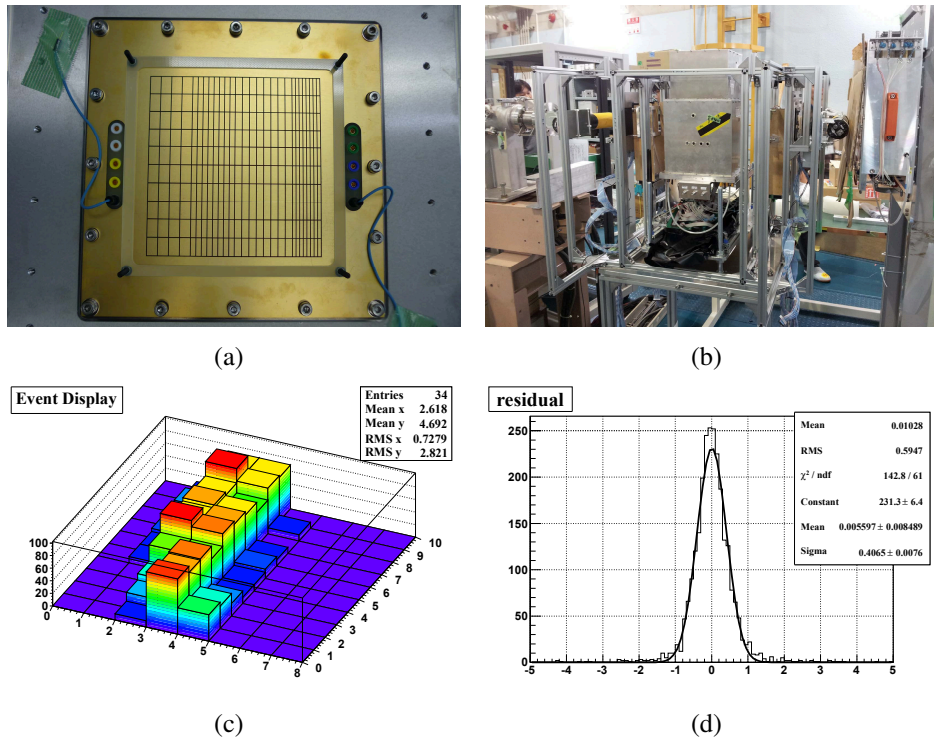 (a)
(b)
Event Display
Entries 34
Mean x 2.618
Mean y 4.692
RMS x 0.7279
RMS y 2.821
100
80
60
40
20
0
0 1 2 3 4 5 6 7 8
0 1 2 3 4 5 6 7 8 9 10
(c)
residual
Mean 0.01028
RMS 0.5947
χ² / ndf 142.8 / 61
Constant 231.3 ± 6.4
Mean 0.005597 ± 0.008489
Sigma 0.4065 ± 0.0076
250
200
150
100
50
0
-5 -4 -3 -2 -1 0 1 2 3 4 5
(d)